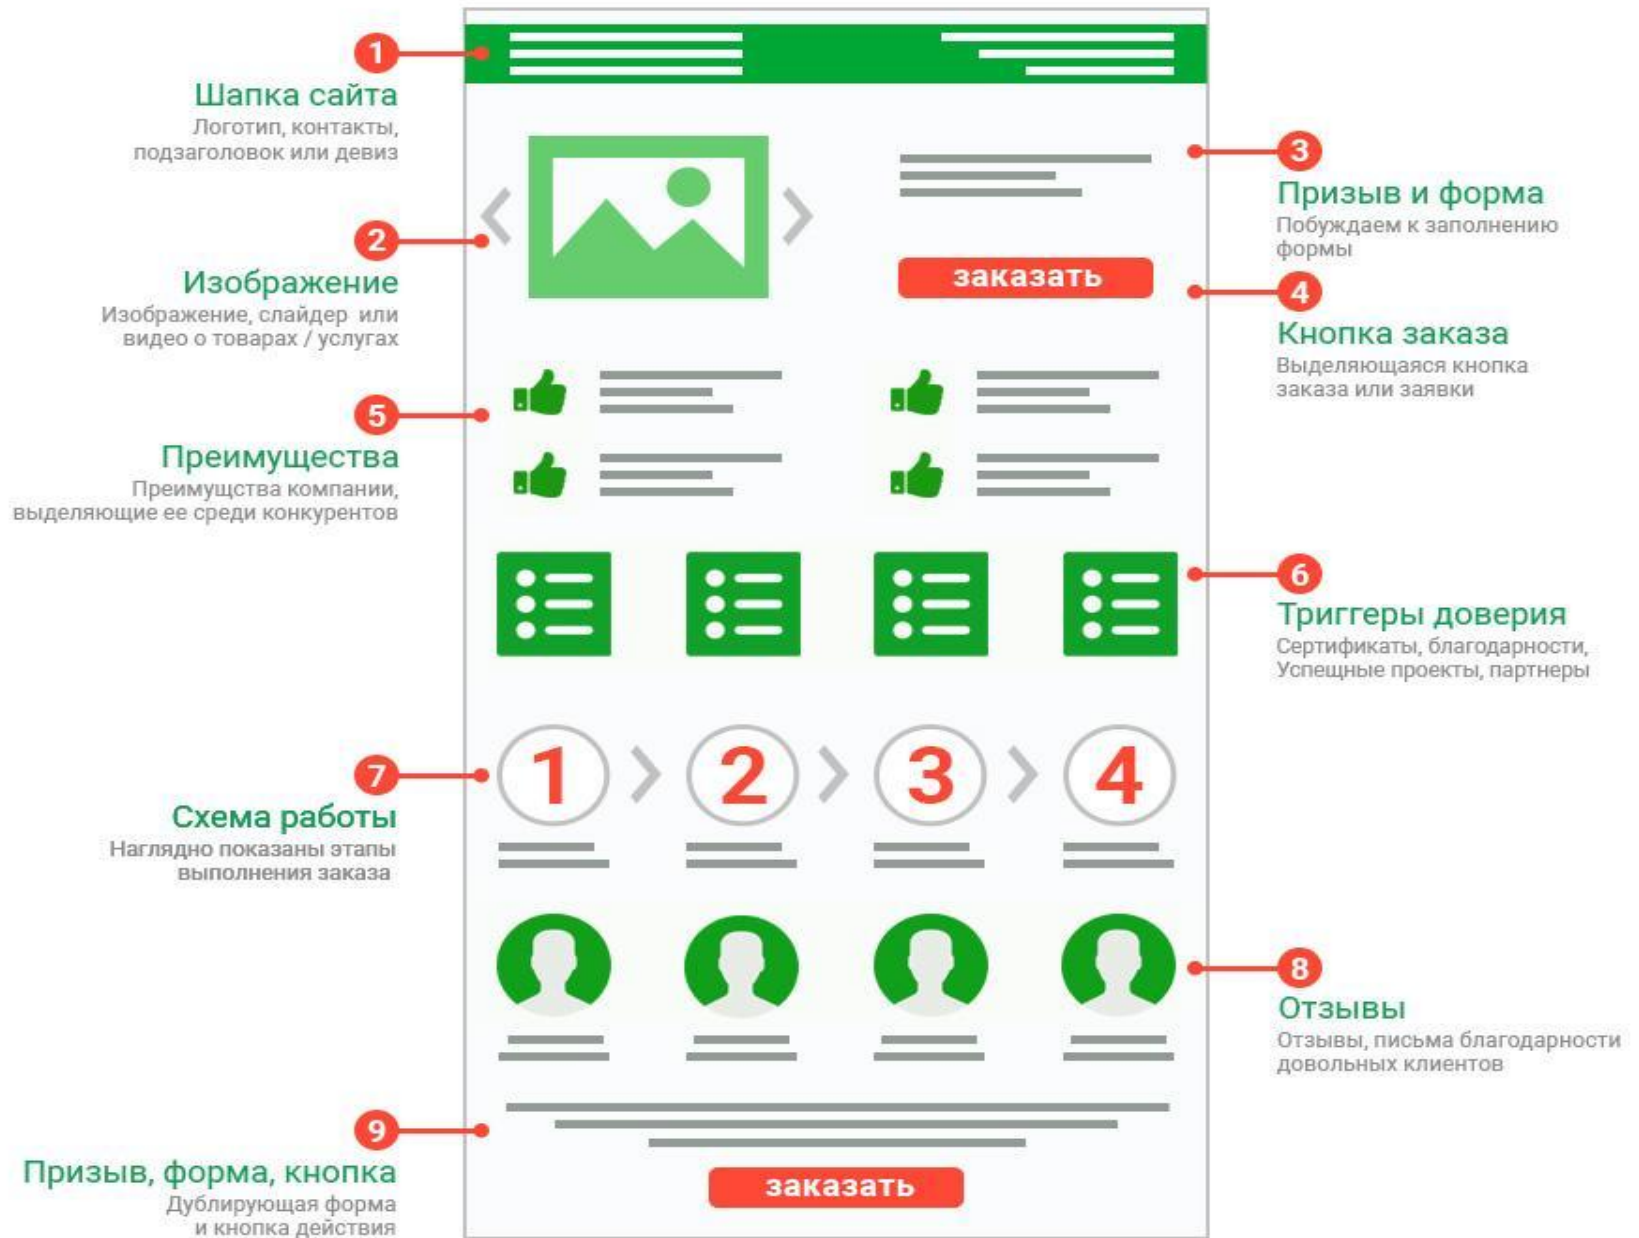 1
Шапка сайта
Логотип, контакты,
подзаголовок или девиз
2
Изображение
Изображение, слайдер или
видео о товарах / услугах
3
Призыв и форма
Побуждаем к заполнению
формы
заказать
4
Кнопка заказа
Выделяющаяся кнопка
заказа или заявки
5
Преимущества
Преимущства компании,
выделяющие ее среди конкурентов
6
Триггеры доверия
Сертификаты, благодарности,
Успещные проекты, партнеры
7
Схема работы
Наглядно показаны этапы
выполнения заказа
1 2 3 4
8
Отзывы
Отзывы, письма благодарности
довольных клиентов
9
Призыв, форма, кнопка
Дублирующая форма
и кнопка действия
заказать